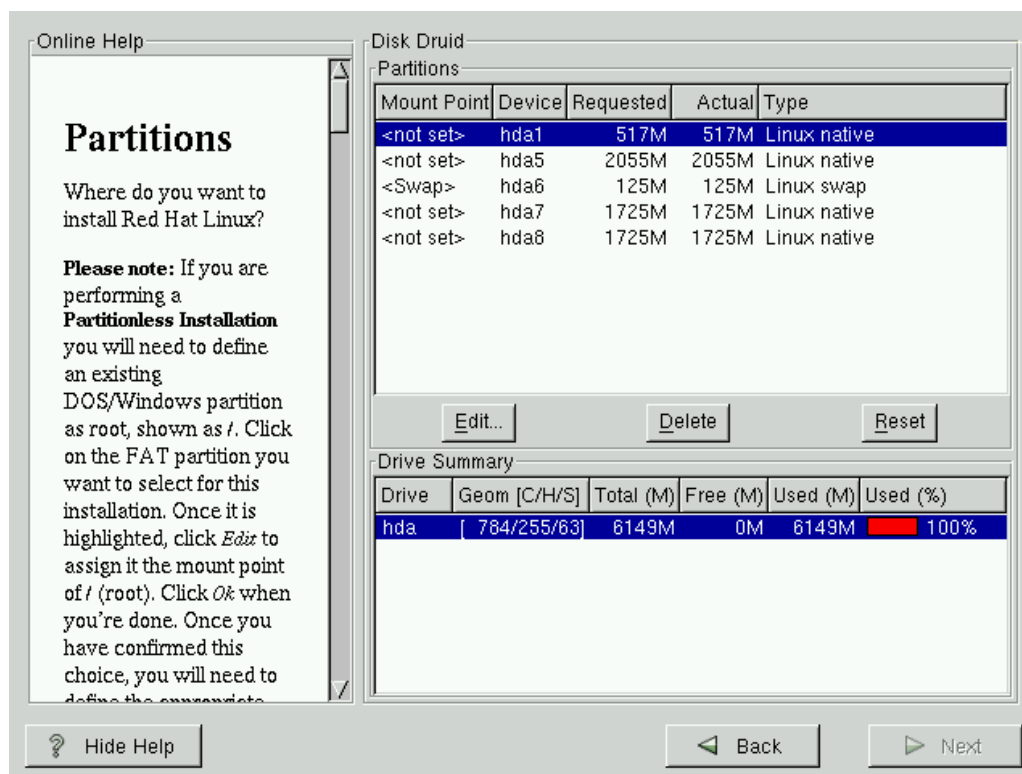 Online Help
Partitions
Where do you want to
install Red Hat Linux?
Please note: If you are
performing a
Partitionless Installation
you will need to define
an existing
DOS/Windows partition
as root, shown as /. Click
on the FAT partition you
want to select for this
installation. Once it is
highlighted, click Edit to
assign it the mount point
of / (root). Click Ok when
you're done. Once you
have confirmed this
choice, you will need to
define the appropriate
Disk Druid
Partitions
Mount Point Device Requested Actual Type
<not set> hda1 517M 517M Linux native
<not set> hda5 2055M 2055M Linux native
<Swap> hda6 125M 125M Linux swap
<not set> hda7 1725M 1725M Linux native
<not set> hda8 1725M 1725M Linux native
Edit... Delete Reset
Drive Summary
Drive Geom [C/H/S] Total (M) Free (M) Used (M) Used (%)
hda [ 784/255/63] 6149M 0M 6149M 100%
Hide Help Back Next